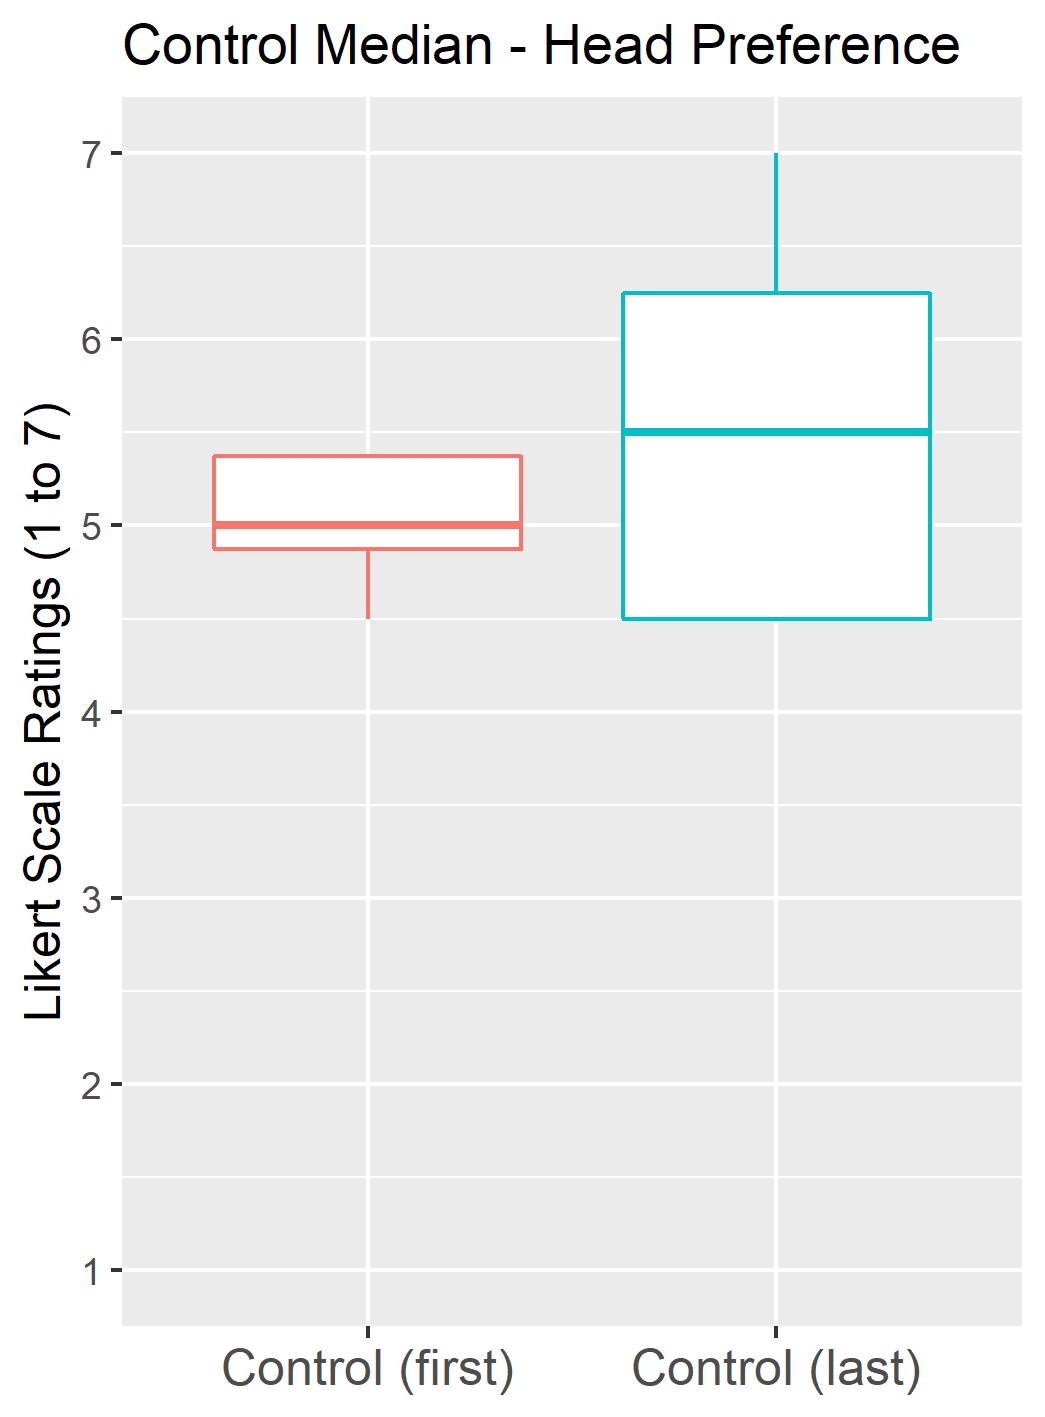 Control Median - Head Preference
Likert Scale Ratings (1 to 7)
7
6
5
4
3
2
1
Control (first)
Control (last)